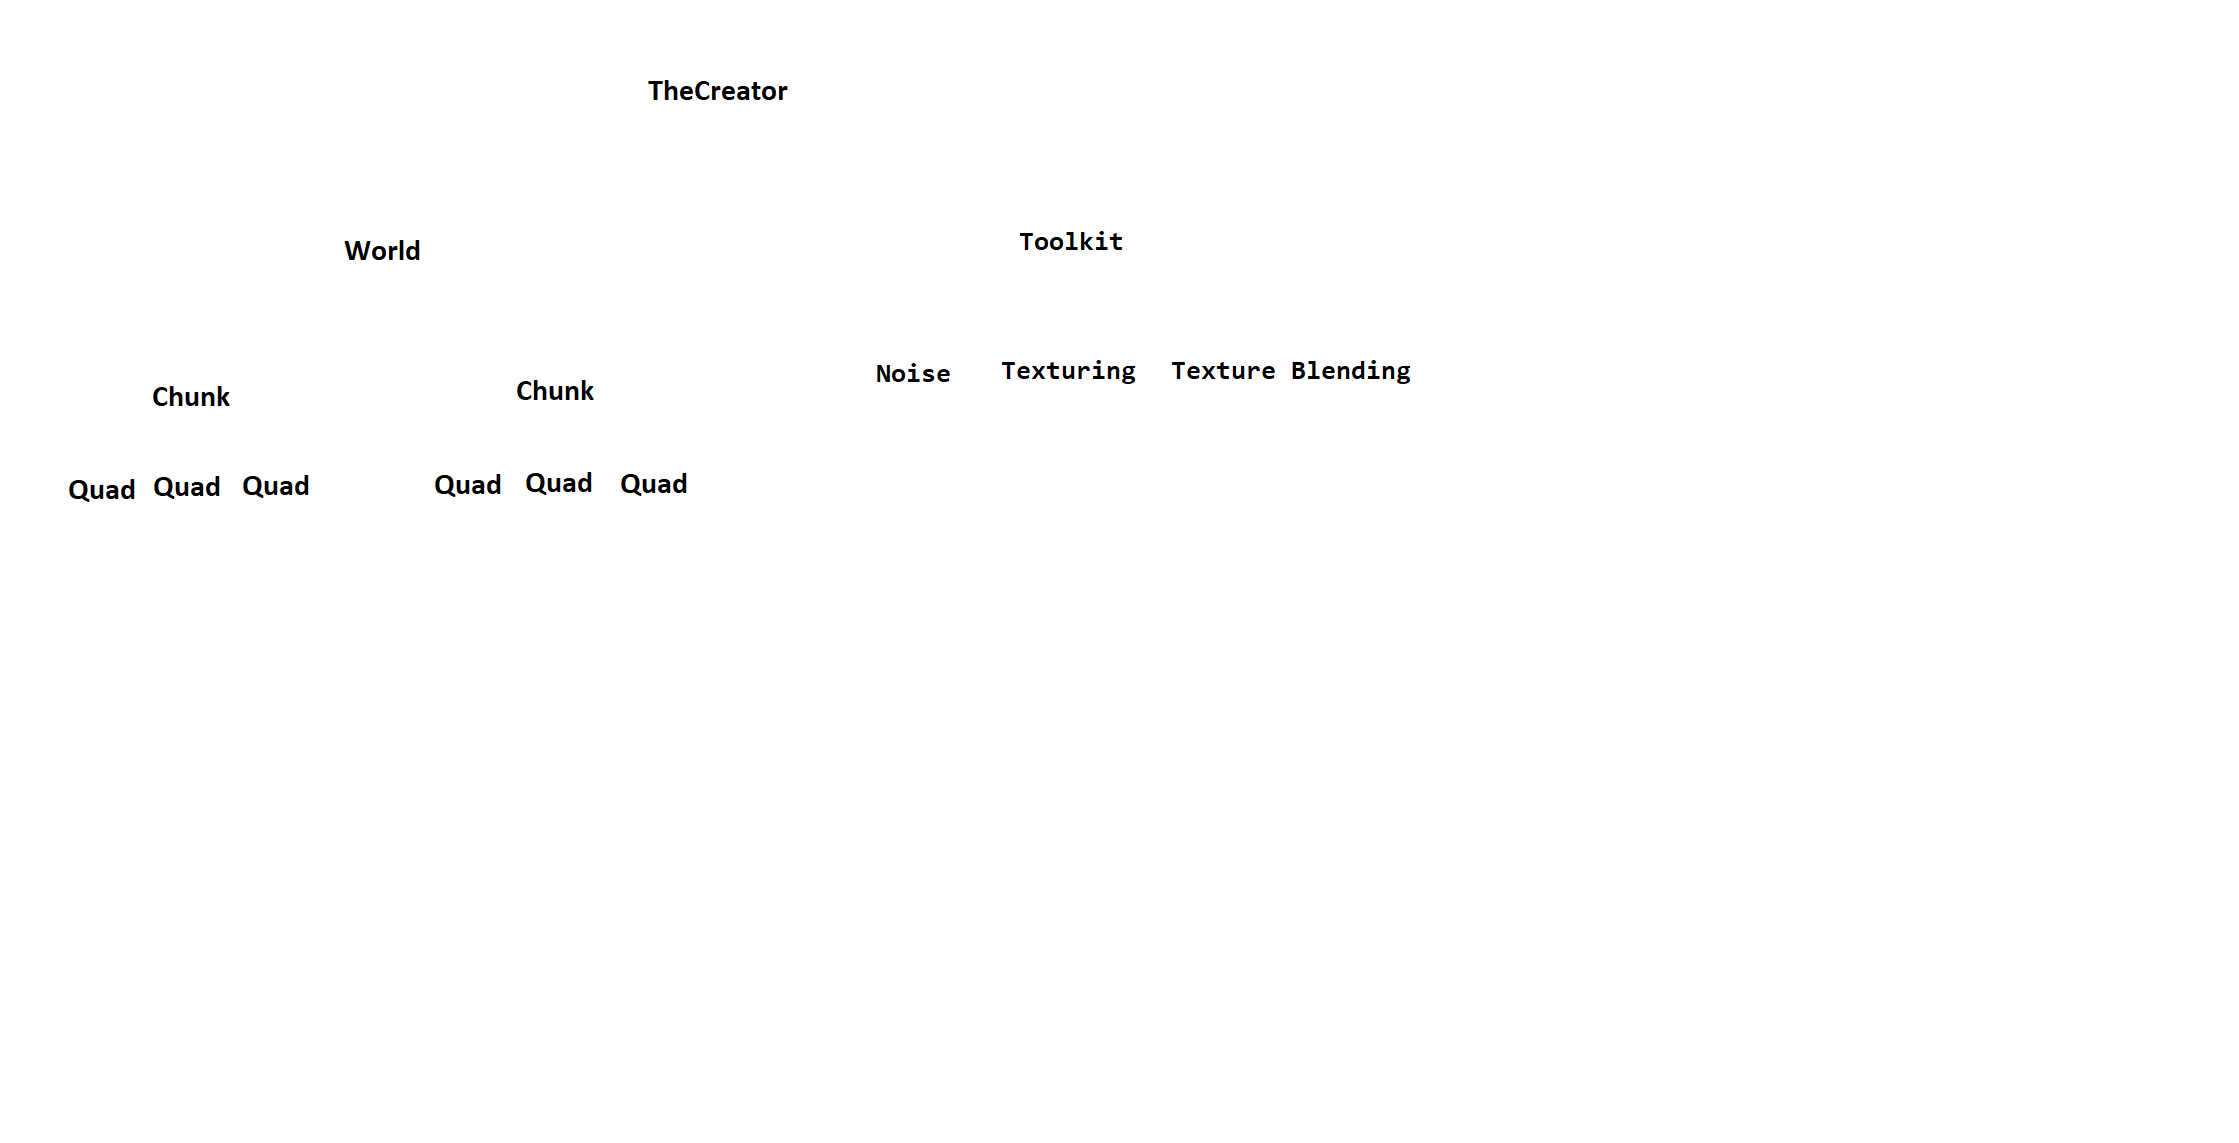 TheCreator
World
Toolkit
Chunk
Chunk
Noise
Texturing
Texture Blending
Quad
Quad
Quad
Quad
Quad
Quad